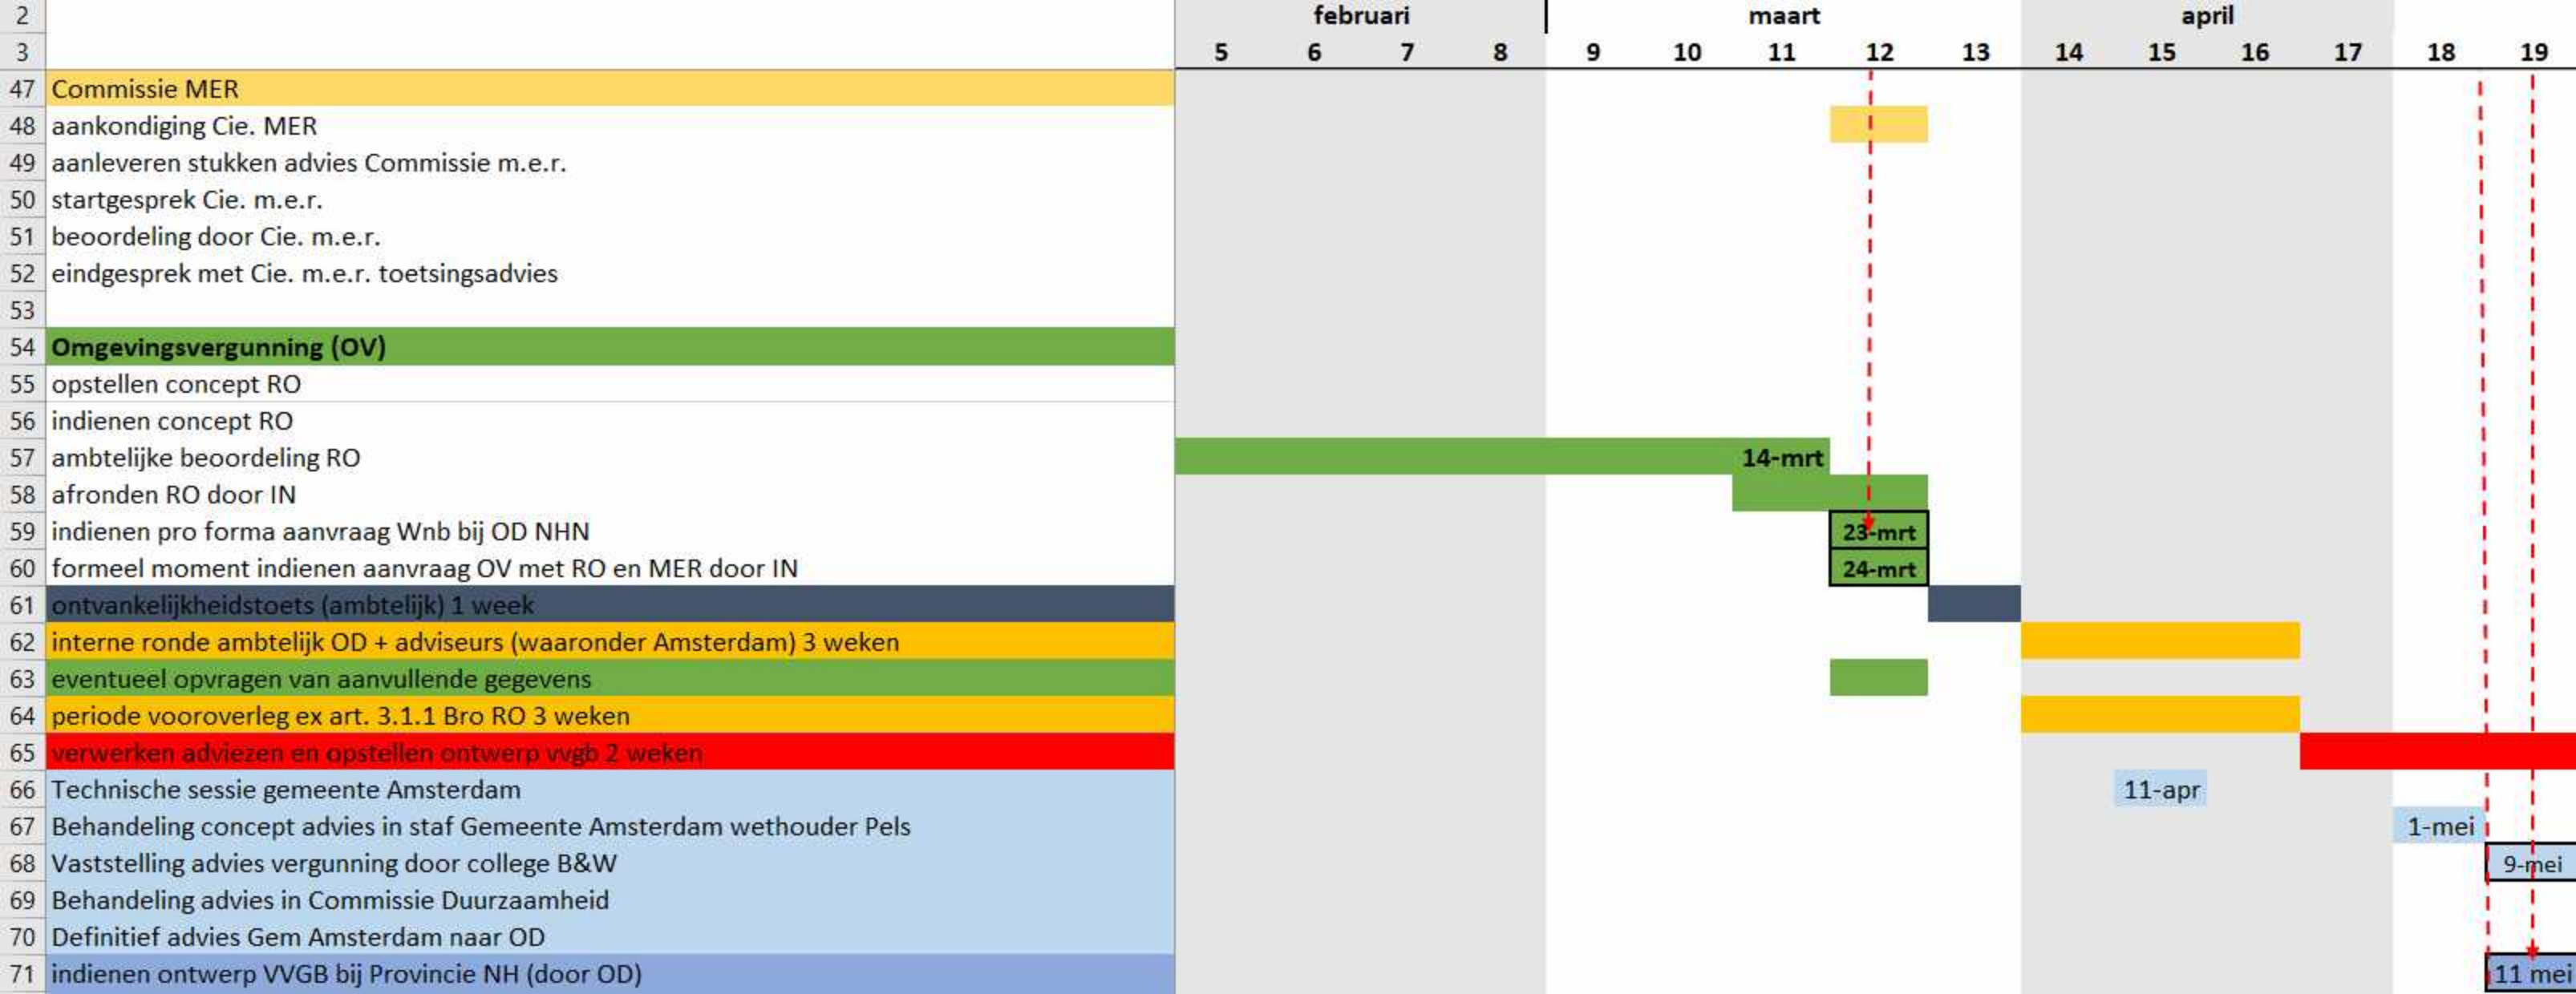 2 februari maart april
3 5 6 7 8 9 10 11 12 13 14 15 16 17 18 19
47 Commissie MER
48 aankondiging Cie. MER
49 aanleveren stukken advies Commissie m.e.r.
50 startgesprek Cie. m.e.r.
51 beoordeling door Cie. m.e.r.
52 eindgesprek met Cie. m.e.r. toetsingsadvies
53
54 Omgevingsvergunning (OV)
55 opstellen concept RO
56 indienen concept RO
57 ambtelijke beoordeling RO 14-mrt
58 afronden RO door IN
59 indienen pro forma aanvraag Wnb bij OD NHN 23-mrt
60 formeel moment indienen aanvraag OV met RO en MER door IN 24-mrt
61 ontvankelijkheidstoets (ambtelijk) 1 week
62 interne ronde ambtelijk OD + adviseurs (waaronder Amsterdam) 3 weken
63 eventueel opvragen van aanvullende gegevens
64 periode vooroverleg ex art. 3.1.1 Bro RO 3 weken
65 verwerken adviezen en opstellen ontwerp vvgb 2 weken
66 Technische sessie gemeente Amsterdam 11-apr
67 Behandeling concept advies in staf Gemeente Amsterdam wethouder Pels 1-mei
68 Vaststelling advies vergunning door college B&W 9-mei
69 Behandeling advies in Commissie Duurzaamheid
70 Definitief advies Gem Amsterdam naar OD
71 indienen ontwerp VVGB bij Provincie NH (door OD) 11 mei